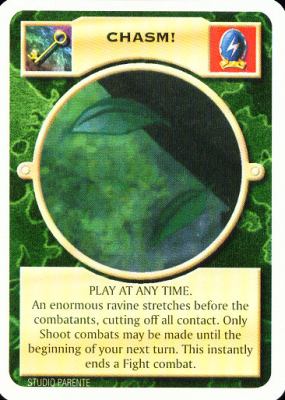 CHASM!
PLAY AT ANY TIME.
An enormous ravine stretches before the
combatants, cutting off all contact. Only
Shoot combats may be made until the
beginning of your next turn. This instantly
ends a Fight combat.
STUDIO PARENTE